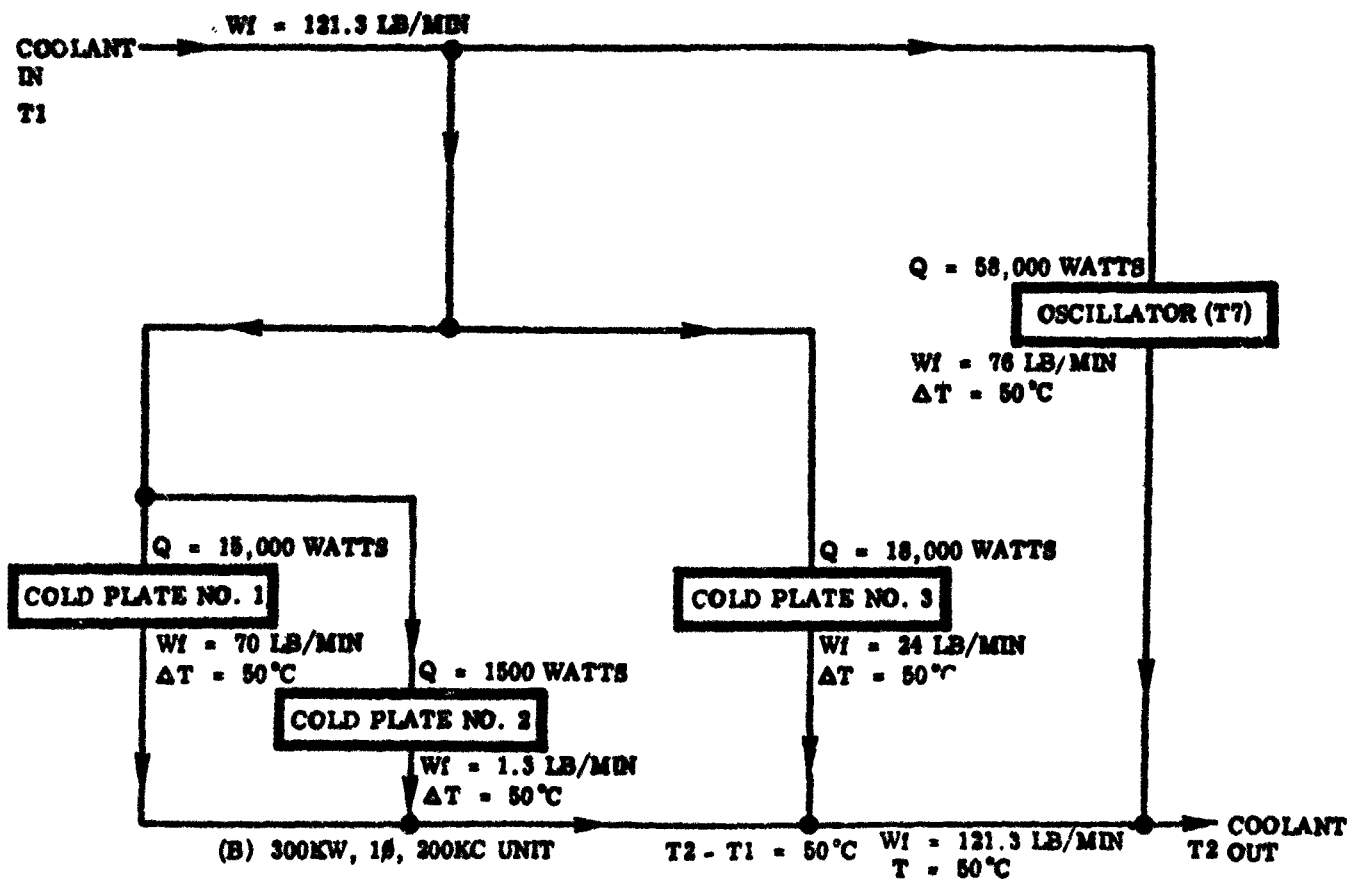 Wf = 121.3 LB/MIN
COOLANT
IN
T1
Q = 58,000 WATTS
OSCILLATOR (T7)
Wf = 76 LB/MIN
ΔT = 50°C
Q = 15,000 WATTS
COLD PLATE NO. 1
Wf = 70 LB/MIN
ΔT = 50°C
Q = 18,000 WATTS
COLD PLATE NO. 3
Wf = 24 LB/MIN
ΔT = 50°C
Q = 1500 WATTS
COLD PLATE NO. 2
Wf = 1.3 LB/MIN
ΔT = 50°C
(B) 300KW, 1ø, 200KC UNIT
T2 - T1 = 50°C
Wf = 121.3 LB/MIN
T = 50°C
COOLANT
T2 OUT